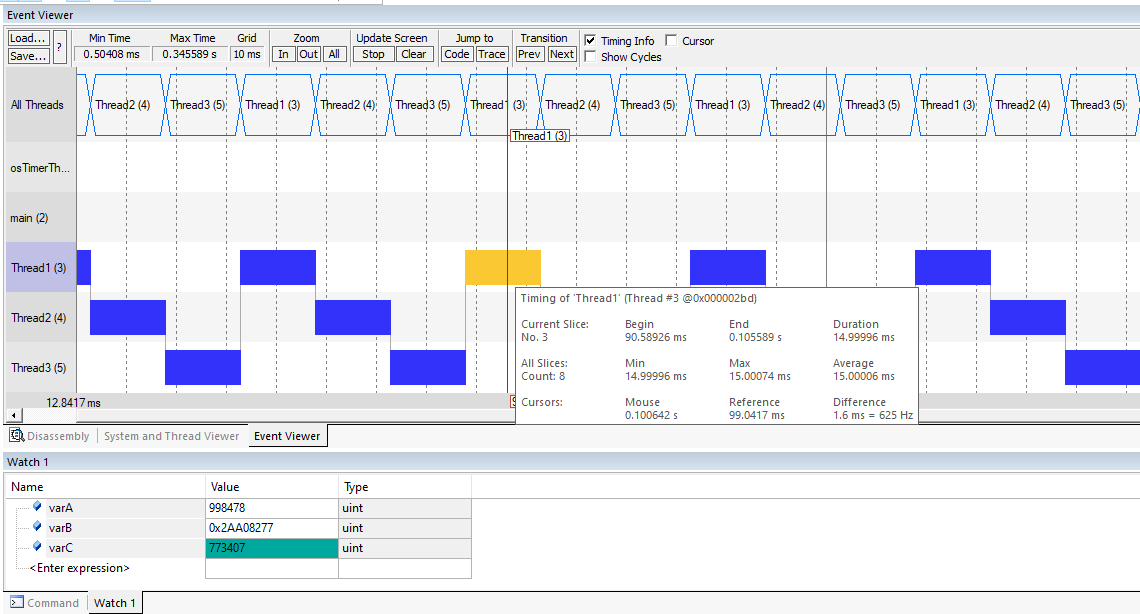 Event Viewer
Load... Min Time Max Time Grid Zoom Update Screen Jump to Transition Timing Info Cursor
Save... ? 0.50408 ms 0.345589 s 10 ms In Out All Stop Clear Code Trace Prev Next Show Cycles
All Threads Thread2 (4) Thread3 (5) Thread1 (3) Thread2 (4) Thread3 (5) Thread1 (3) Thread2 (4) Thread3 (5) Thread1 (3) Thread2 (4) Thread3 (5) Thread1 (3) Thread2 (4) Thread3 (5)
Thread1 (3)
osTimerTh...
main (2)
Thread1 (3)
Thread2 (4)
Thread3 (5)
12.8417 ms
Timing of 'Thread1' (Thread #3 @0x000002bd)
Current Slice: Begin End Duration
No. 3 90.58926 ms 0.105589 s 14.99996 ms
All Slices: Min Max Average
Count: 8 14.99996 ms 15.00074 ms 15.00006 ms
Cursors: Mouse Reference Difference
0.100642 s 99.0417 ms 1.6 ms = 625 Hz
Disassembly System and Thread Viewer Event Viewer
Watch 1
Name Value Type
varA 998478 uint
varB 0x2AA08277 uint
varC 773407 uint
<Enter expression>
Command Watch 1